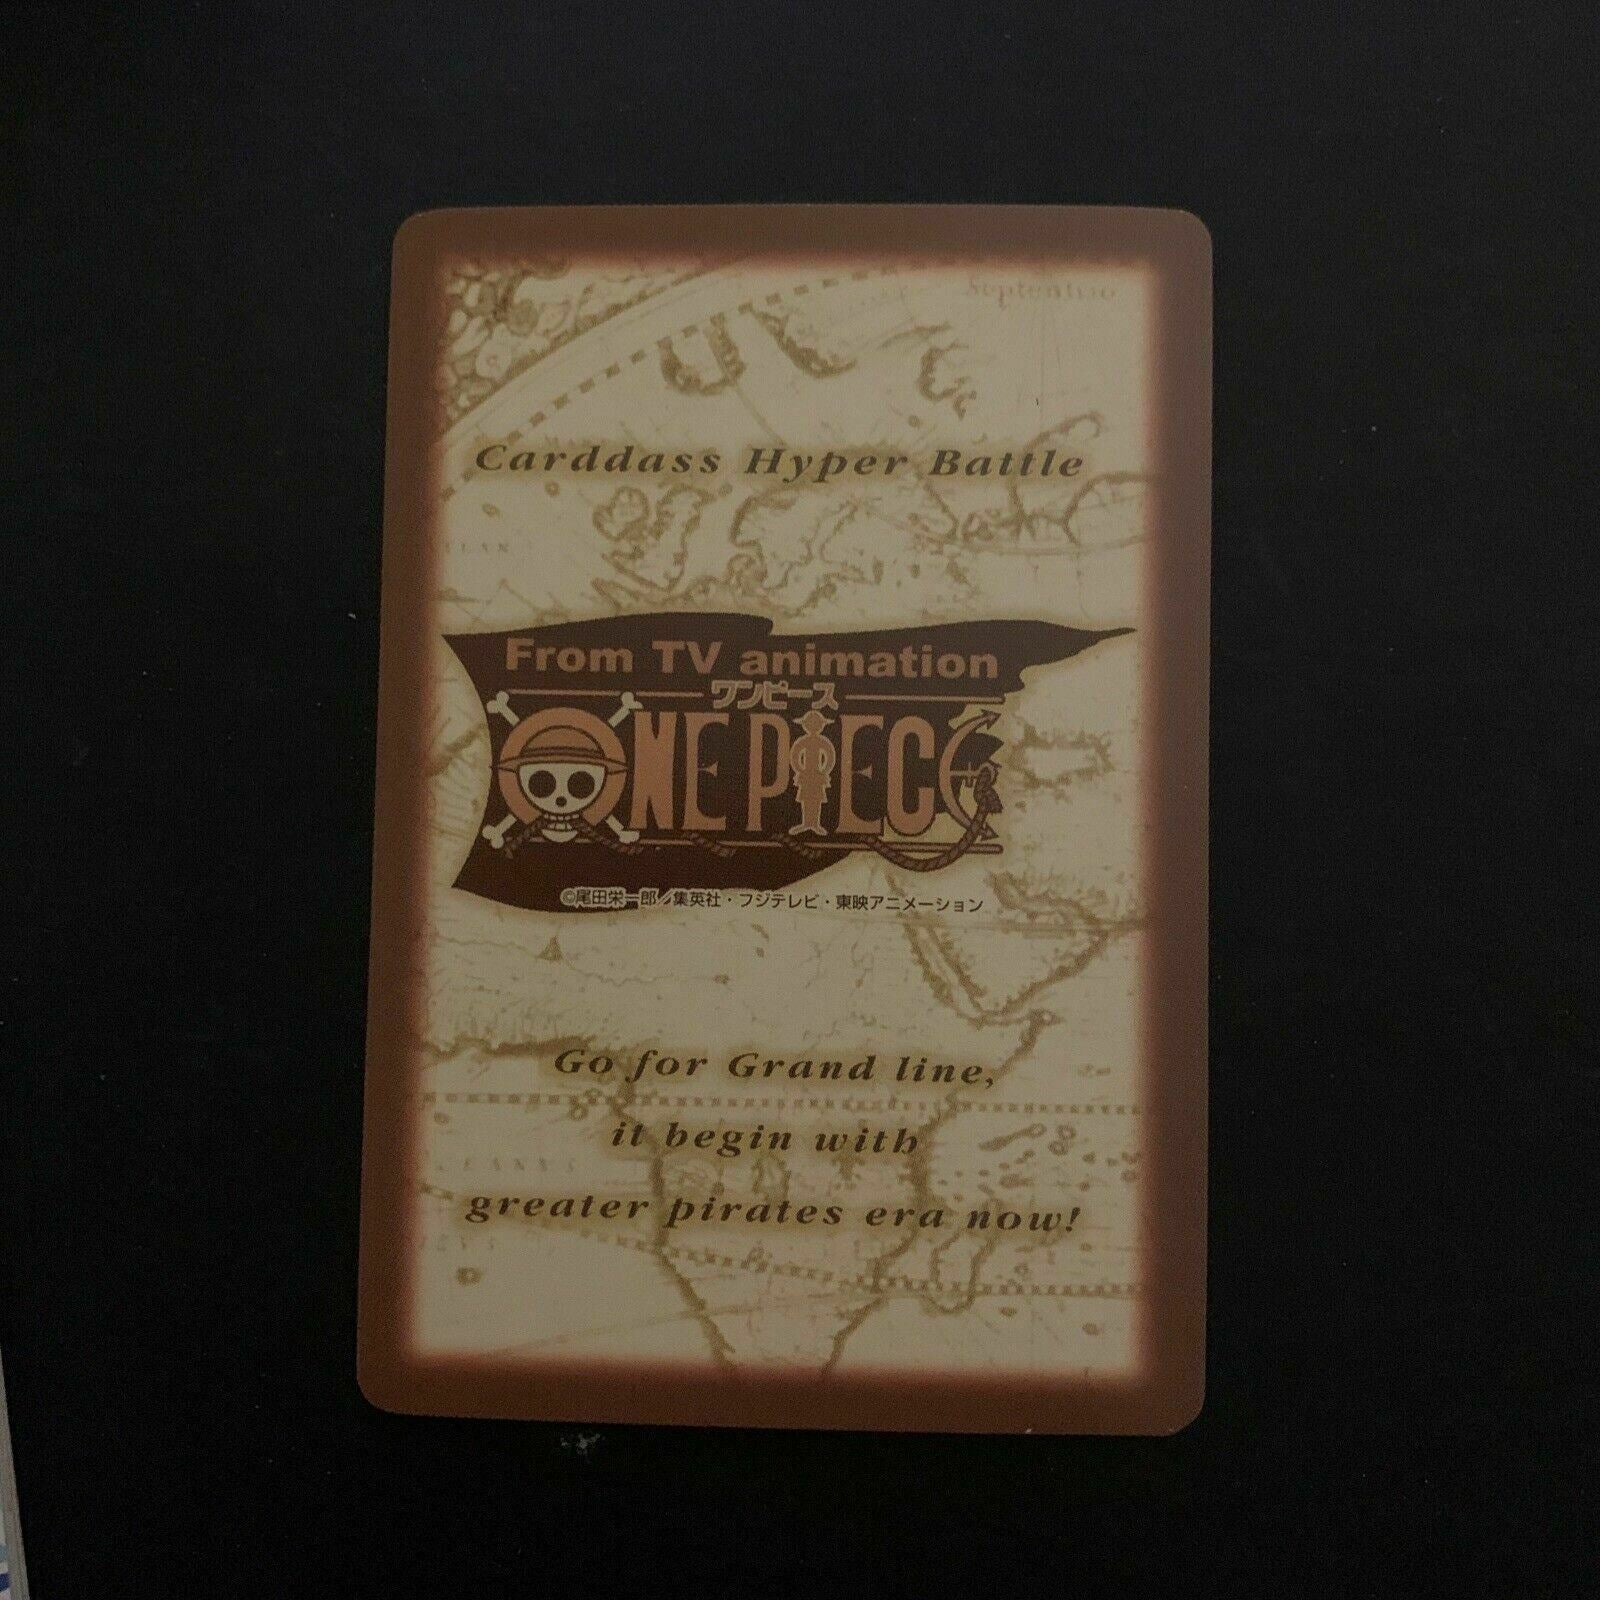 Septentrio
Carddass Hyper Battle
From TV animation
ワンピース
ONE PIECE
©尾田栄一郎／集英社・フジテレビ・東映アニメーション
Go for Grand line,
it begin with
greater pirates era now!